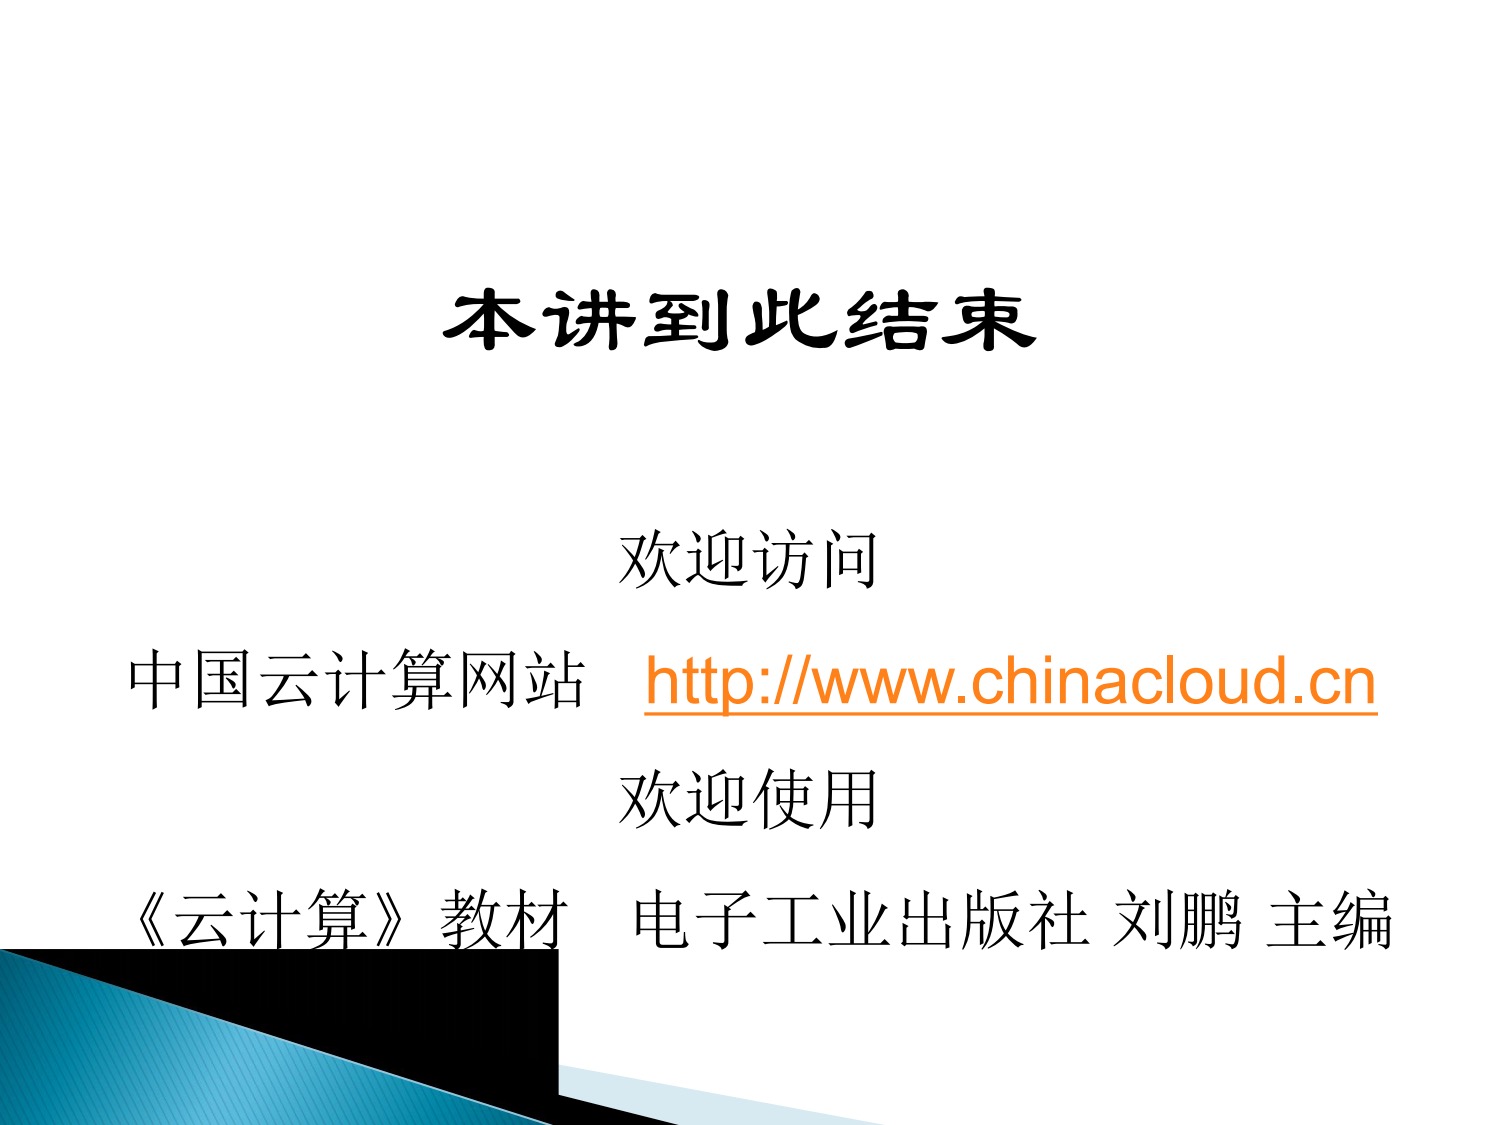 本讲到此结束
欢迎访问
中国云计算网站 http://www.chinacloud.cn
欢迎使用
《云计算》教材 电子工业出版社 刘鹏 主编